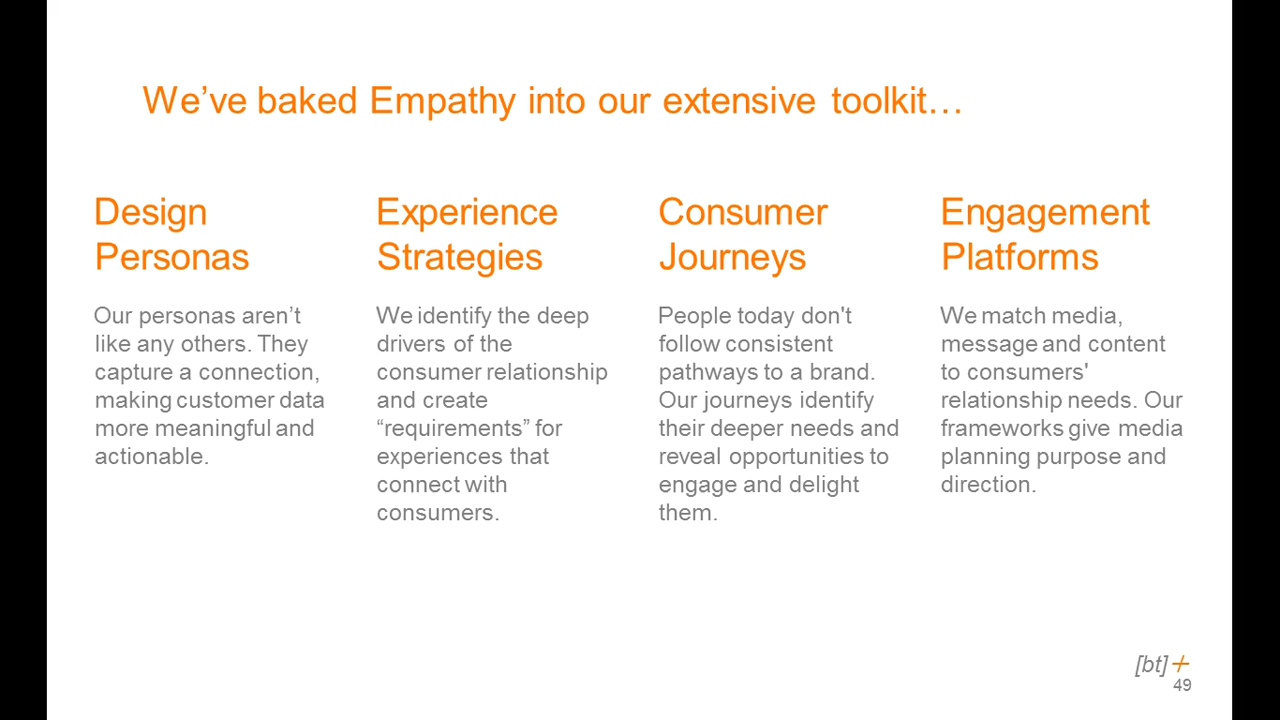 We’ve baked Empathy into our extensive toolkit…
Design
Personas
Our personas aren’t
like any others. They
capture a connection,
making customer data
more meaningful and
actionable.
Experience
Strategies
We identify the deep
drivers of the
consumer relationship
and create
“requirements” for
experiences that
connect with
consumers.
Consumer
Journeys
People today don't
follow consistent
pathways to a brand.
Our journeys identify
their deeper needs and
reveal opportunities to
engage and delight
them.
Engagement
Platforms
We match media,
message and content
to consumers'
relationship needs. Our
frameworks give media
planning purpose and
direction.
[bt]+
49